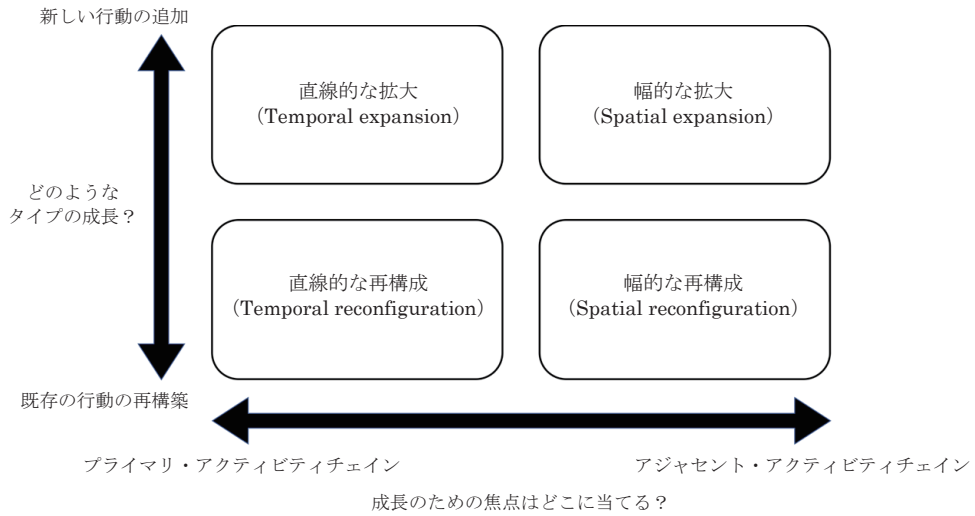 新しい行動の追加
直線的な拡大
（Temporal expansion）
幅的な拡大
（Spatial expansion）
どのような
タイプの成長？
直線的な再構成
（Temporal reconfiguration）
幅的な再構成
（Spatial reconfiguration）
既存の行動の再構築
プライマリ・アクティビティチェイン
アジャセント・アクティビティチェイン
成長のための焦点はどこに当てる？